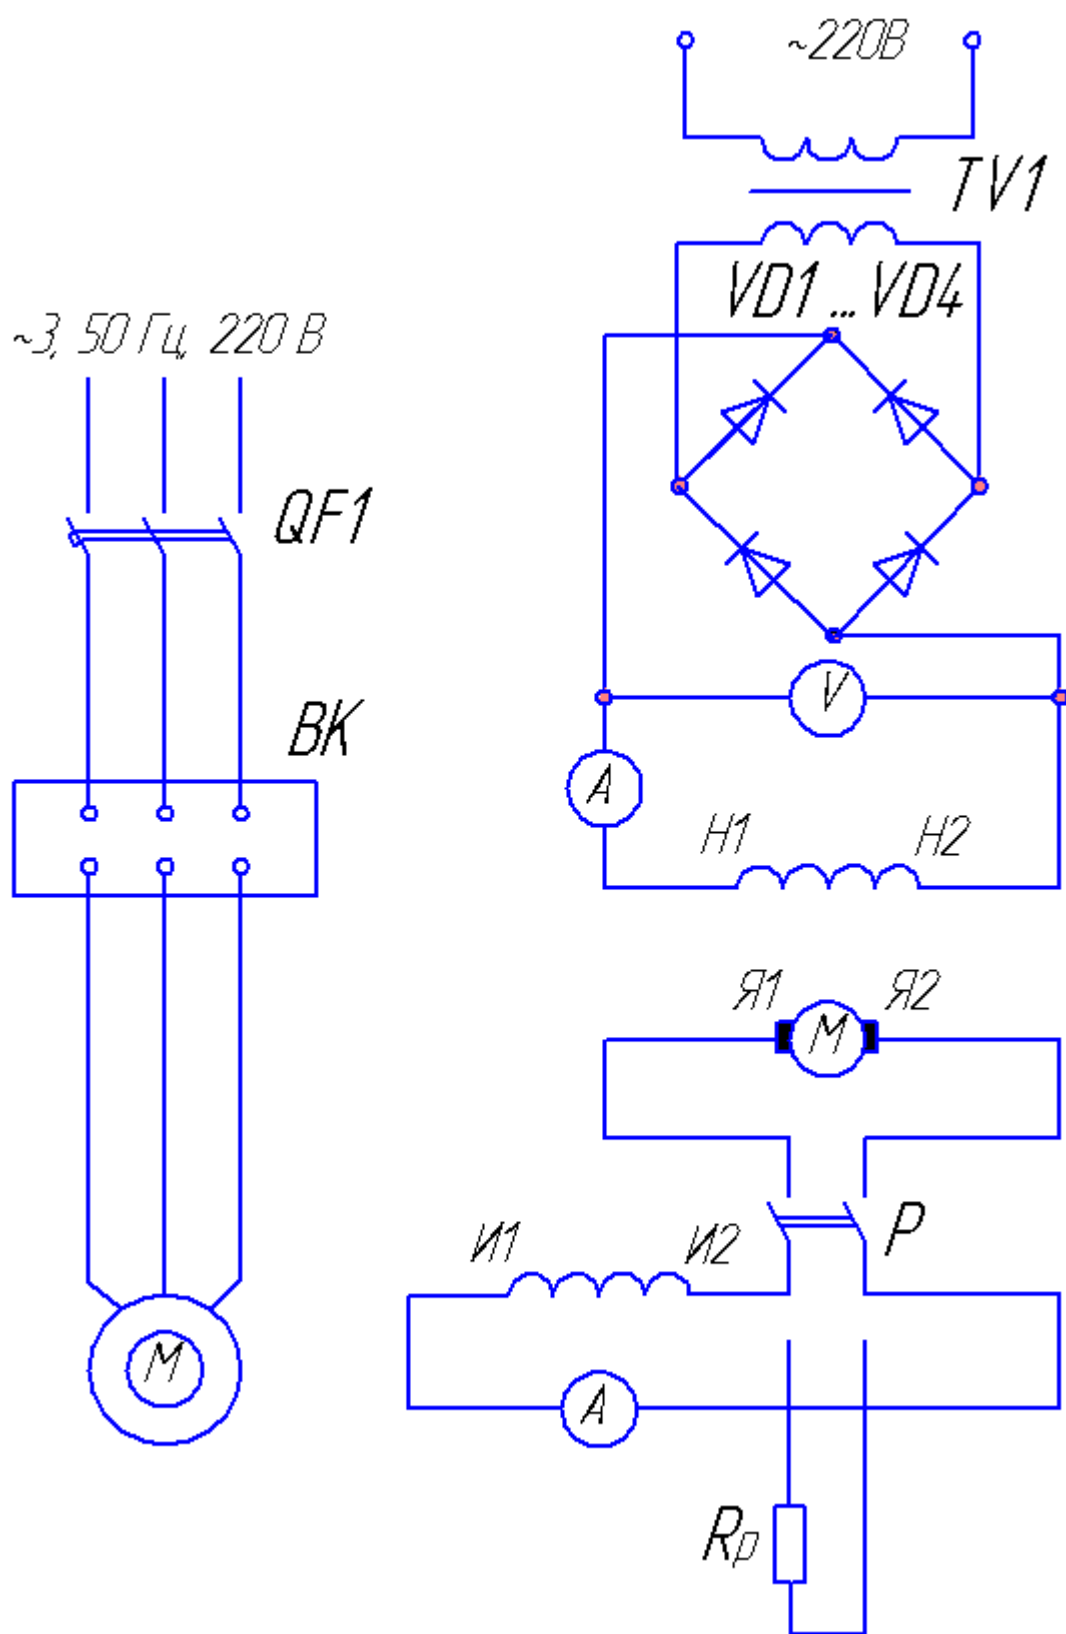 ~220В
TV1
VD1 ... VD4
~3, 50 Гц, 220 В
QF1
V
ВК
A
Н1
Н2
Я1
М
Я2
И1
И2
Р
М
A
Rр